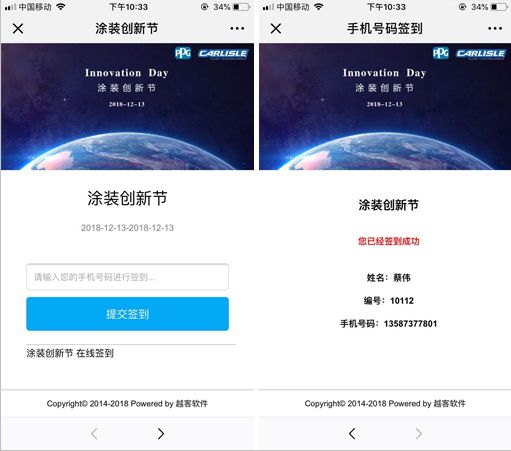 中国移动 下午10:33 34%
涂装创新节
PPG CARLISLE
Innovation Day
涂装创新节
2018-12-13
涂装创新节
2018-12-13-2018-12-13
请输入您的手机号码进行签到...
提交签到
涂装创新节 在线签到
Copyright© 2014-2018 Powered by 越客软件
中国移动 下午10:33 34%
手机号码签到
PPG CARLISLE
Innovation Day
涂装创新节
2018-12-13
涂装创新节
您已经签到成功
姓名：蔡伟
编号：10112
手机号码：13587377801
Copyright© 2014-2018 Powered by 越客软件